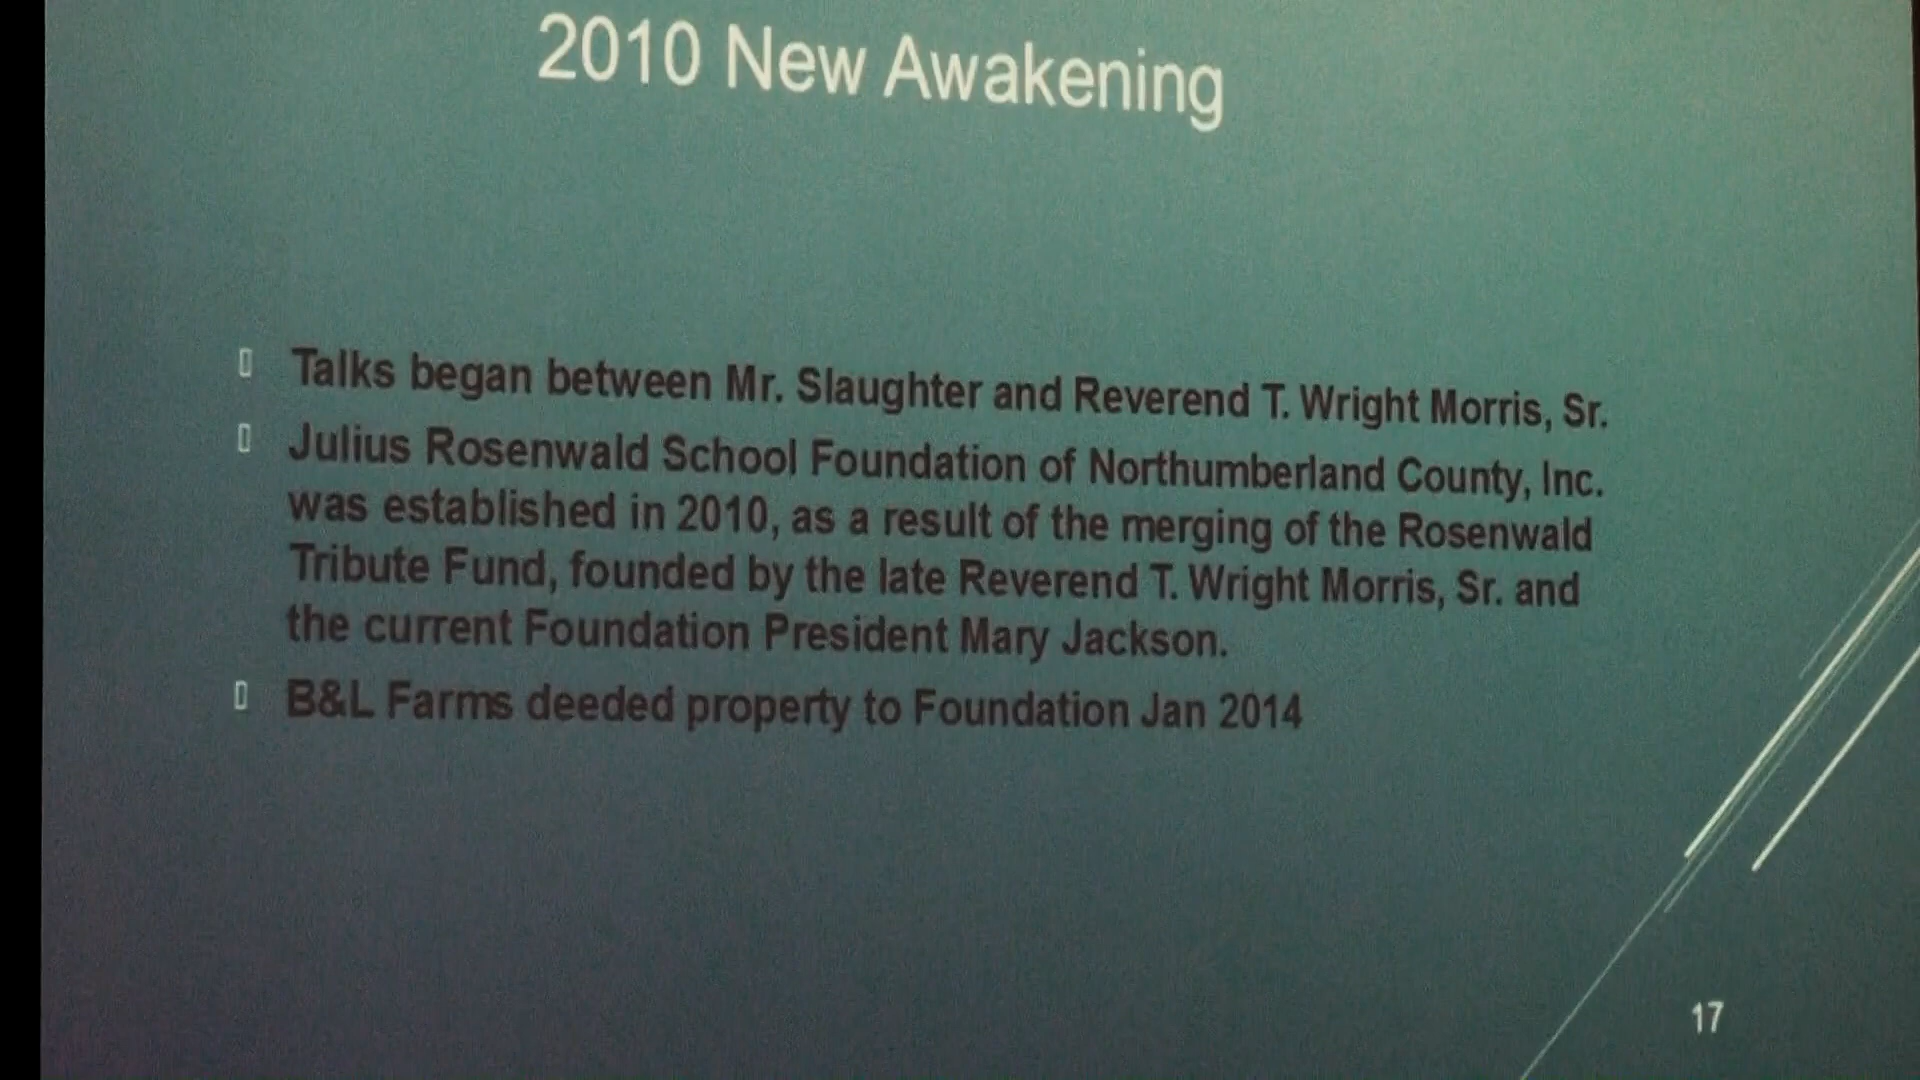 2010 New Awakening
Talks began between Mr. Slaughter and Reverend T. Wright Morris, Sr.
Julius Rosenwald School Foundation of Northumberland County, Inc.
was established in 2010, as a result of the merging of the Rosenwald
Tribute Fund, founded by the late Reverend T. Wright Morris, Sr. and
the current Foundation President Mary Jackson.
B&L Farms deeded property to Foundation Jan 2014
17